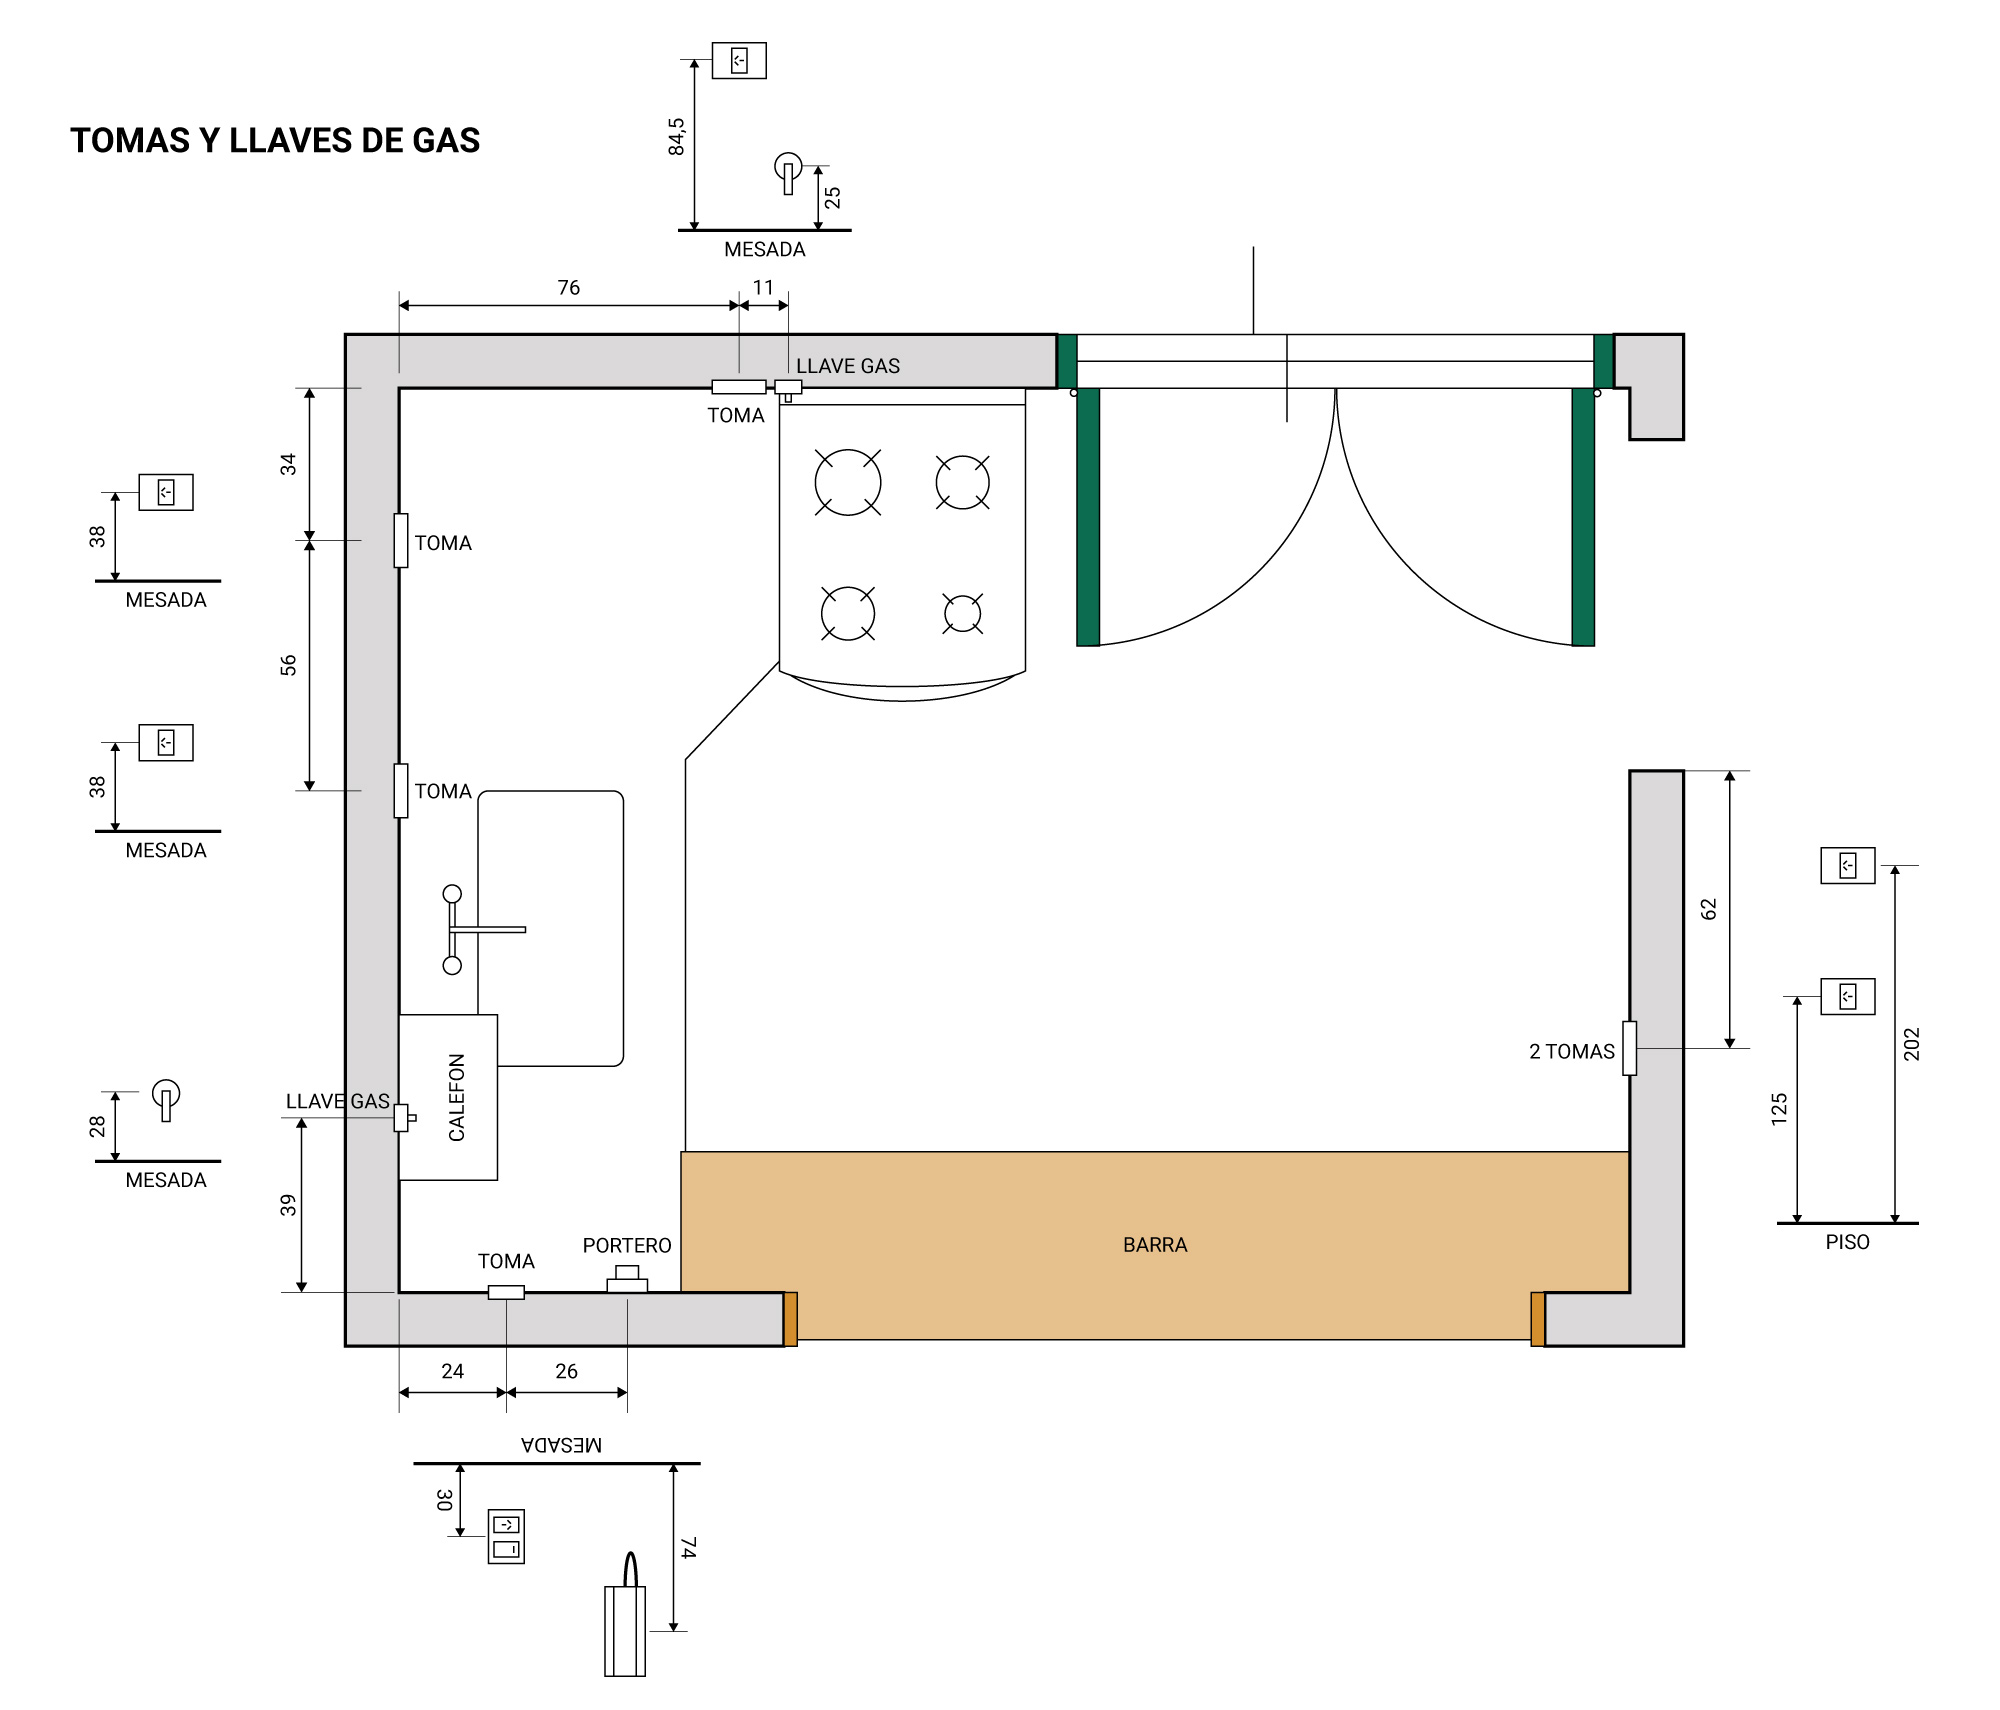 84,5
TOMAS Y LLAVES DE GAS
25
MESADA
76
11
LLAVE GAS
TOMA
34
38
TOMA
MESADA
56
38
TOMA
MESADA
62
2 TOMAS
202
125
CALEFON
LLAVE GAS
28
MESADA
39
PISO
BARRA
PORTERO
TOMA
24
26
MESADA
30
74